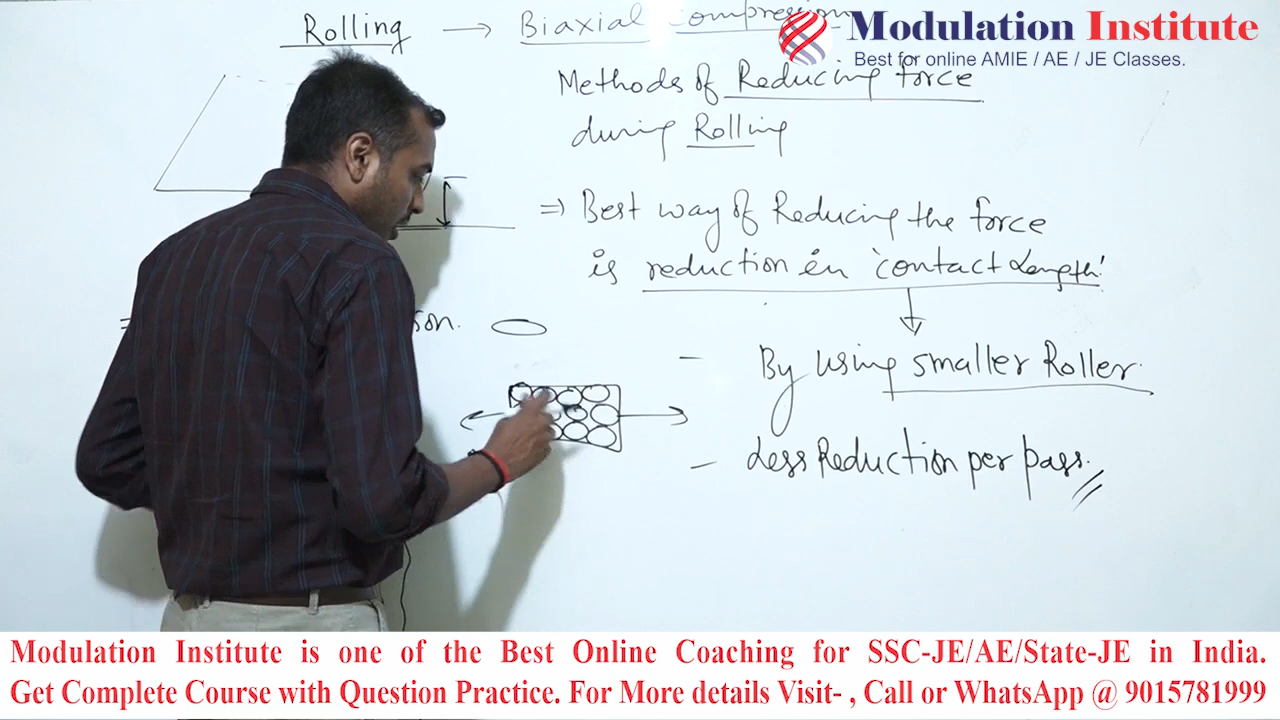 Rolling → Biaxial Compression
Modulation Institute
Best for online AMIE / AE / JE Classes.
Methods of Reducing force
during Rolling
⇒ Best way of Reducing the force
is reduction in 'contact Length'
- By using smaller Roller.
- Less Reduction per pass.
Modulation Institute is one of the Best Online Coaching for SSC-JE/AE/State-JE in India.
Get Complete Course with Question Practice. For More details Visit- , Call or WhatsApp @ 9015781999